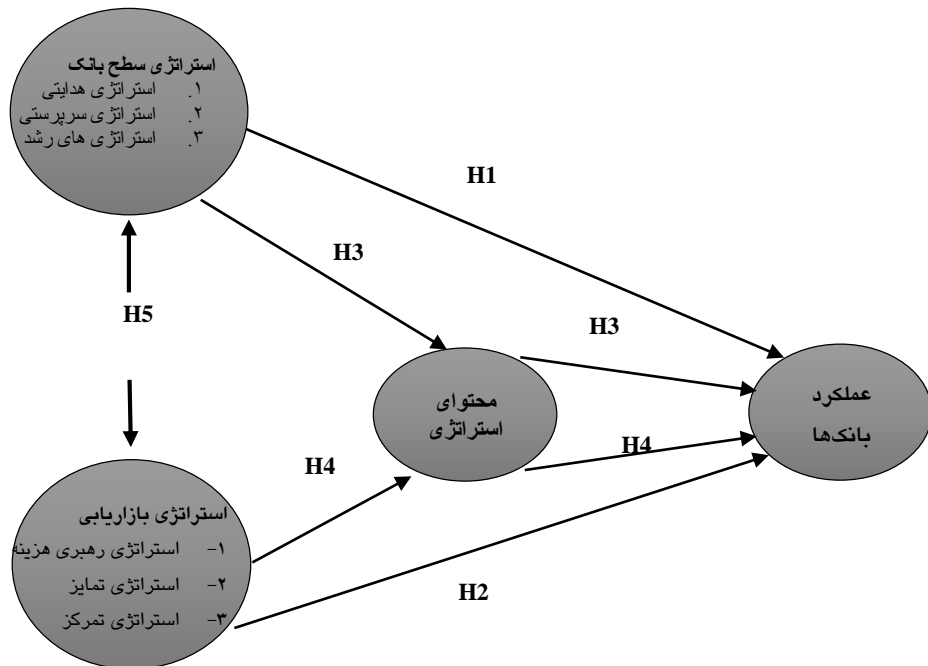 استراتژی سطح بانک
۱. استراتژی هدایتی
۲. استراتژی سرپرستی
۳. استراتژی های رشد
H1
H3
H5
H3
محتوای
استراتژی
عملکرد
بانک‌ها
H4
H4
استراتژی بازاریابی
۱- استراتژی رهبری هزینه
۲- استراتژی تمایز
۳- استراتژی تمرکز
H2